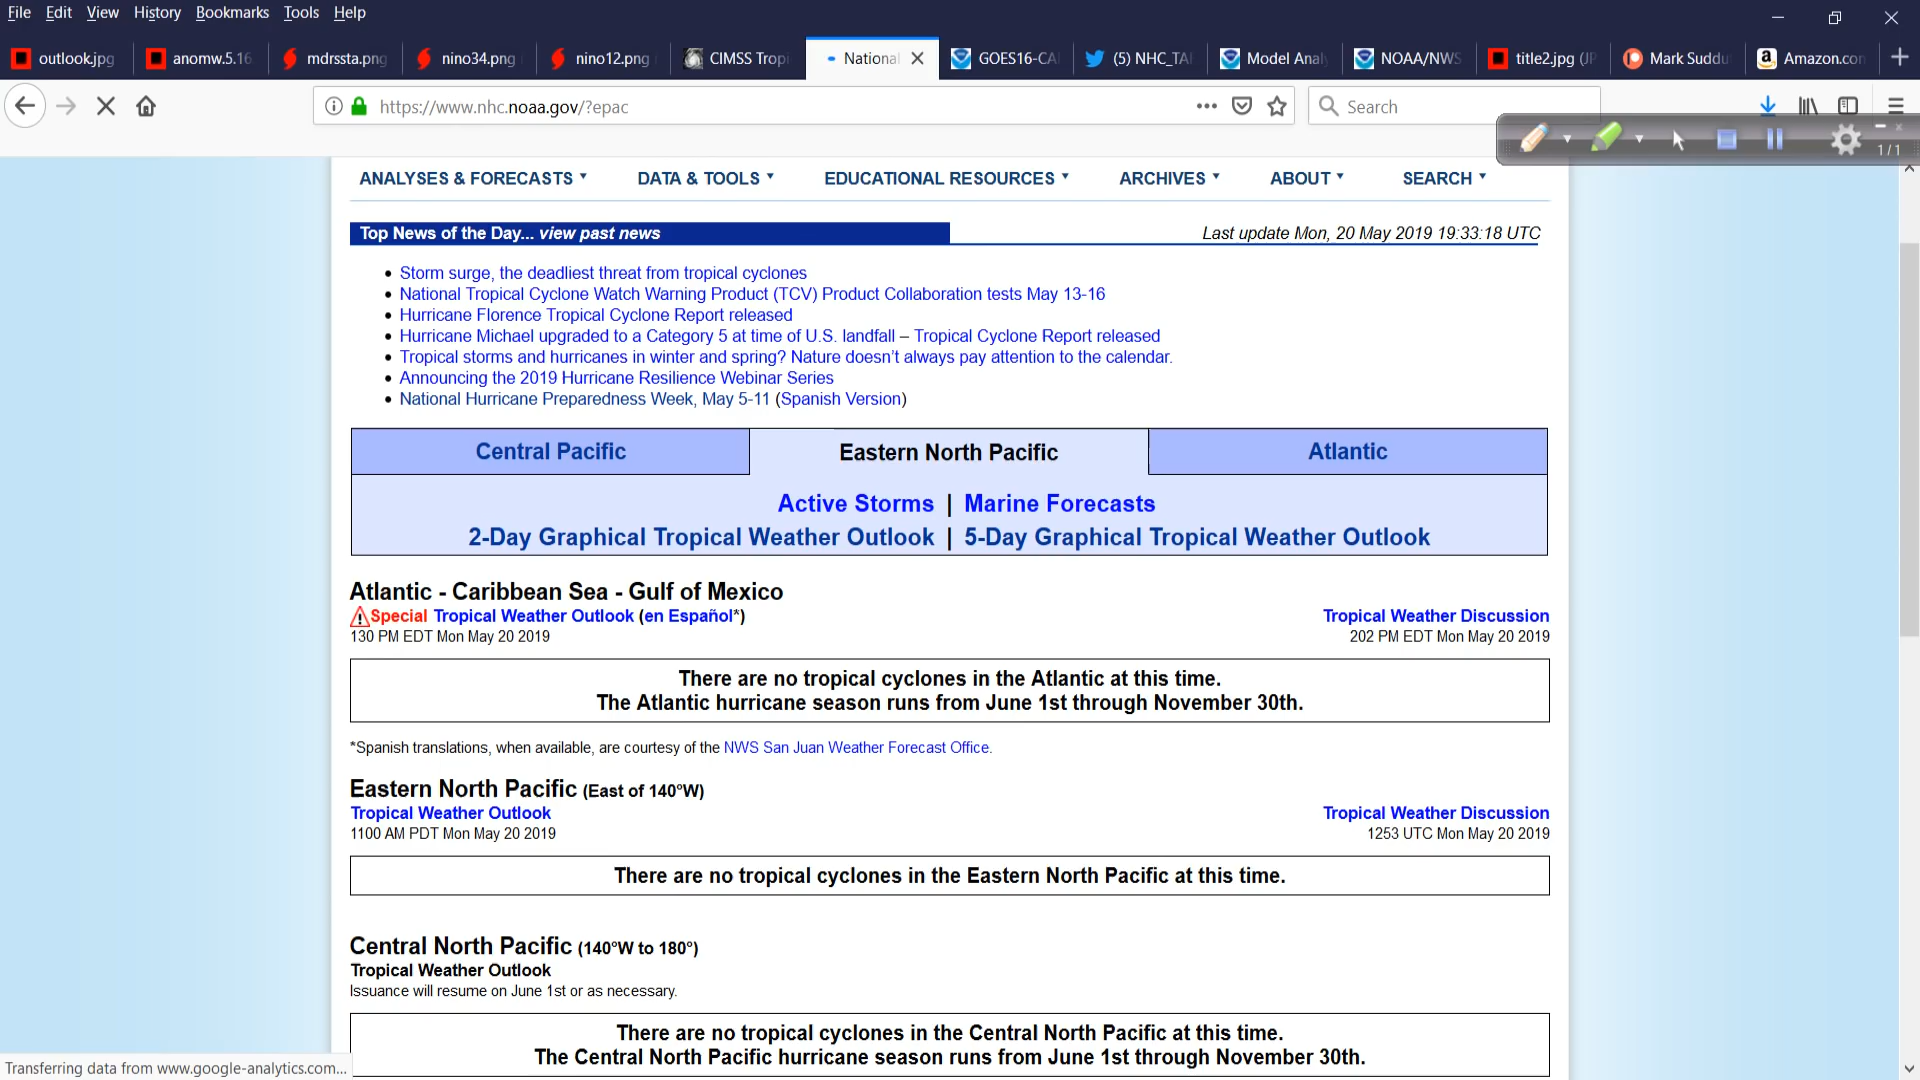 File Edit View History Bookmarks Tools Help
outlook.jpg anomw.5.16 mdrssta.png nino34.png nino12.png CIMSS Tropi National GOES16-CA (5) NHC_TA Model Anal NOAA/NWS title2.jpg (JP Mark Suddu Amazon.co
https://www.nhc.noaa.gov/?epac Search
1/1
ANALYSES & FORECASTS DATA & TOOLS EDUCATIONAL RESOURCES ARCHIVES ABOUT SEARCH
Top News of the Day... view past news Last update Mon, 20 May 2019 19:33:18 UTC
Storm surge, the deadliest threat from tropical cyclones
National Tropical Cyclone Watch Warning Product (TCV) Product Collaboration tests May 13-16
Hurricane Florence Tropical Cyclone Report released
Hurricane Michael upgraded to a Category 5 at time of U.S. landfall – Tropical Cyclone Report released
Tropical storms and hurricanes in winter and spring? Nature doesn't always pay attention to the calendar.
Announcing the 2019 Hurricane Resilience Webinar Series
National Hurricane Preparedness Week, May 5-11 (Spanish Version)
Central Pacific Eastern North Pacific Atlantic
Active Storms | Marine Forecasts
2-Day Graphical Tropical Weather Outlook | 5-Day Graphical Tropical Weather Outlook
Atlantic - Caribbean Sea - Gulf of Mexico
Special Tropical Weather Outlook (en Español*) Tropical Weather Discussion
130 PM EDT Mon May 20 2019 202 PM EDT Mon May 20 2019
There are no tropical cyclones in the Atlantic at this time.
The Atlantic hurricane season runs from June 1st through November 30th.
*Spanish translations, when available, are courtesy of the NWS San Juan Weather Forecast Office.
Eastern North Pacific (East of 140°W)
Tropical Weather Outlook Tropical Weather Discussion
1100 AM PDT Mon May 20 2019 1253 UTC Mon May 20 2019
There are no tropical cyclones in the Eastern North Pacific at this time.
Central North Pacific (140°W to 180°)
Tropical Weather Outlook
Issuance will resume on June 1st or as necessary.
There are no tropical cyclones in the Central North Pacific at this time.
The Central North Pacific hurricane season runs from June 1st through November 30th.
Transferring data from www.google-analytics.com...